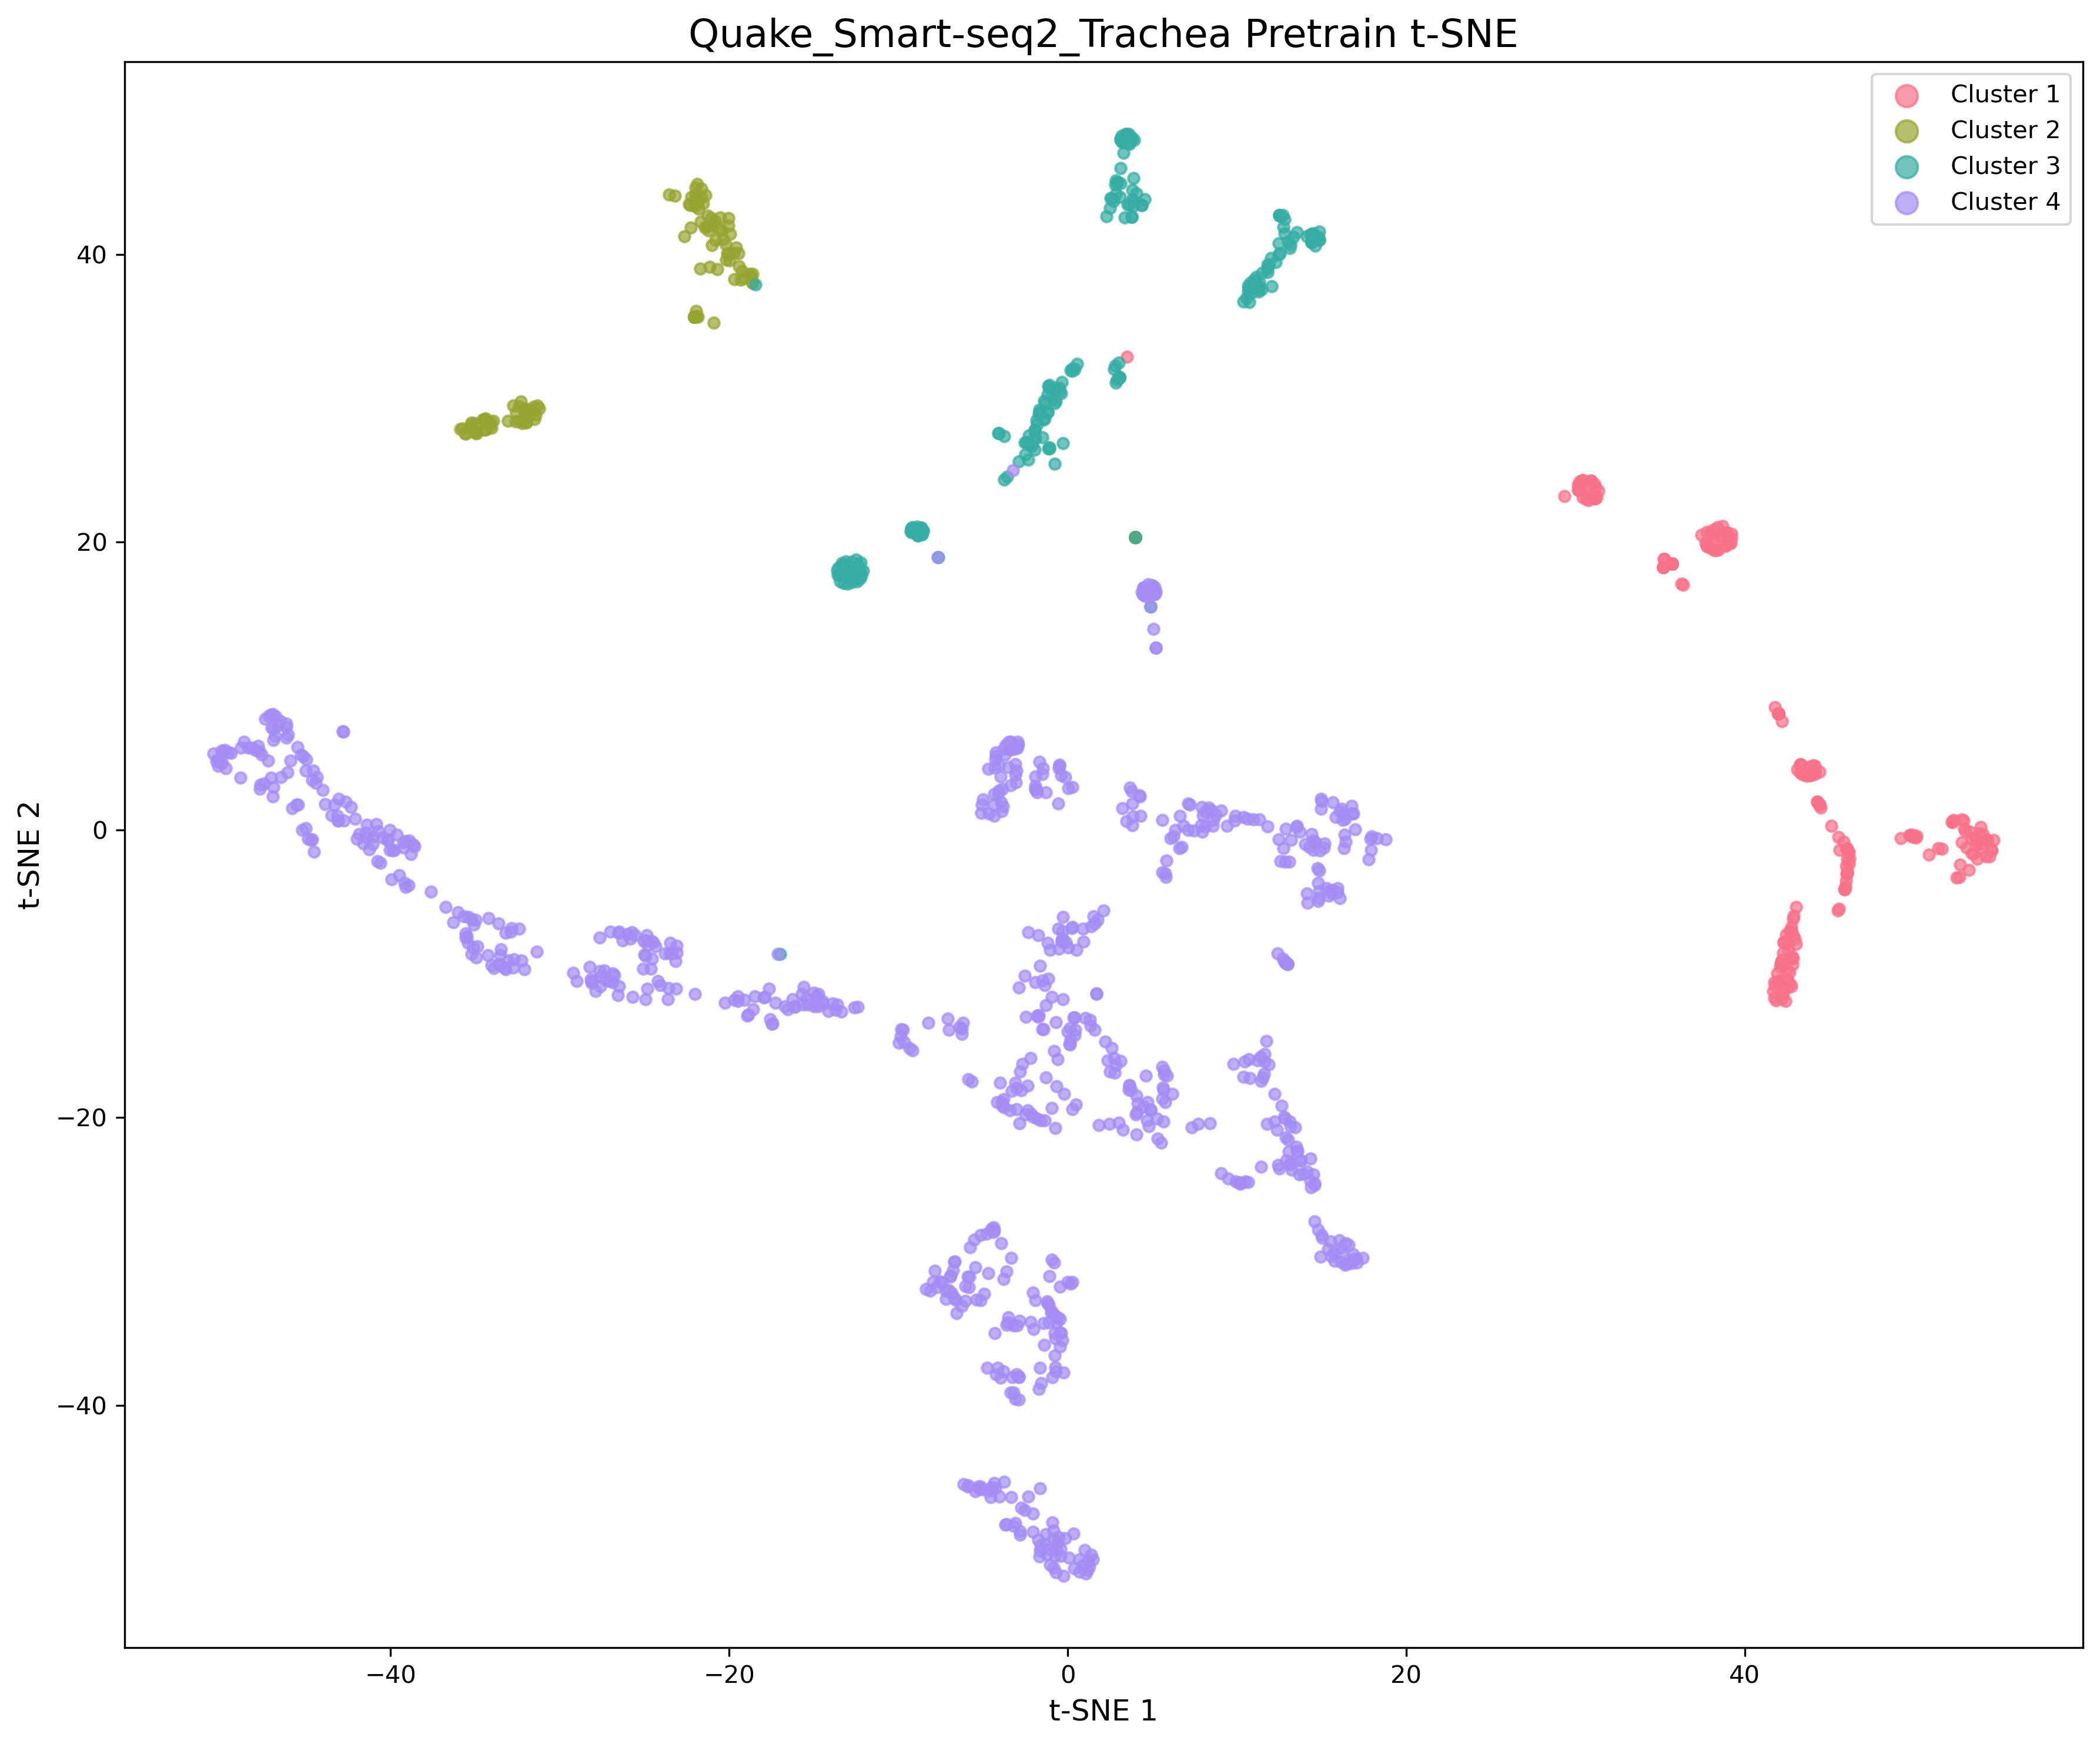 Quake_Smart-seq2_Trachea Pretrain t-SNE
Cluster 1
Cluster 2
Cluster 3
Cluster 4
40
20
0
−20
−40
t-SNE 2
−40
−20
0
20
40
t-SNE 1